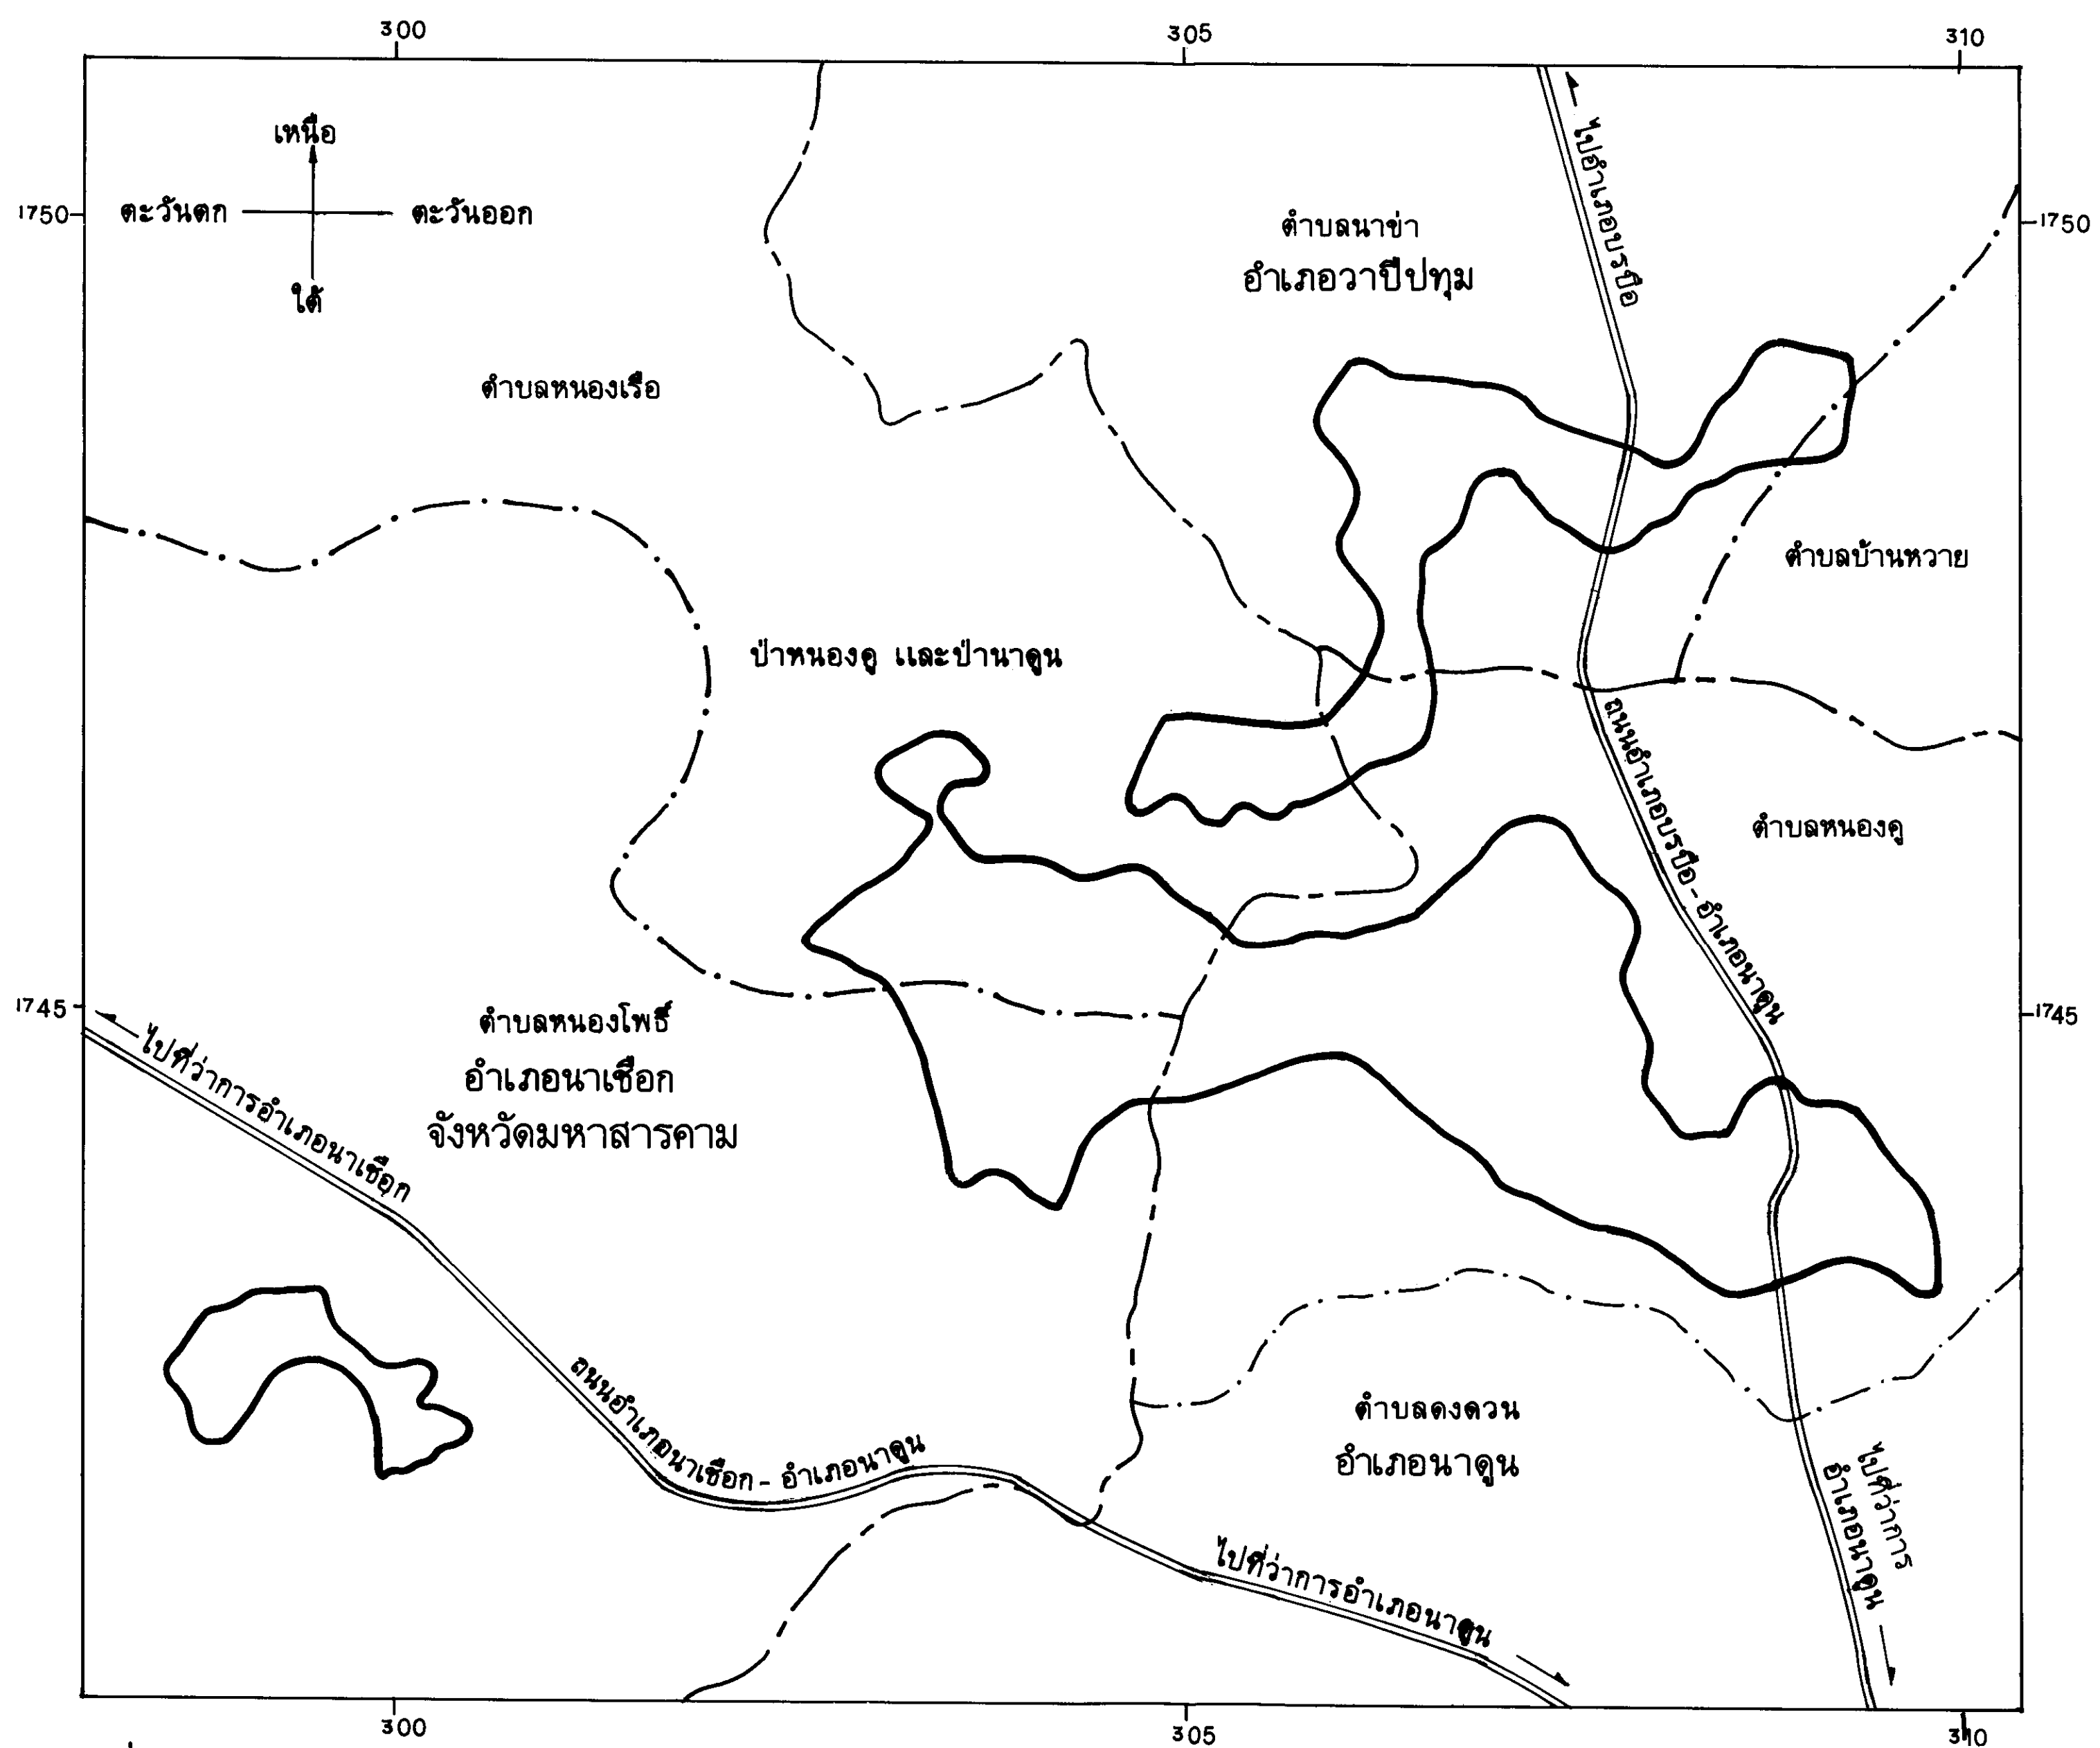 300
305
310
เหนือ
1750
ตะวันตก
ตะวันออก
1750
ใต้
ตำบลนาข่า
อำเภอวาปีปทุม
ไปอำเภอบรบือ
ตำบลหนองเรือ
ตำบลบ้านหวาย
ป่าหนองคู และป่านาดูน
ถนนอำเภอบรบือ - อำเภอนาดูน
ตำบลหนองคู
1745
1745
ตำบลหนองโพธิ์
อำเภอนาเชือก
จังหวัดมหาสารคาม
ไปที่ว่าการอำเภอนาเชือก
ถนนอำเภอนาเชือก - อำเภอนาดูน
ตำบลดงดวน
อำเภอนาดูน
ไปที่ว่าการ
อำเภอนาดูน
ไปที่ว่าการอำเภอนาดูน
300
305
310